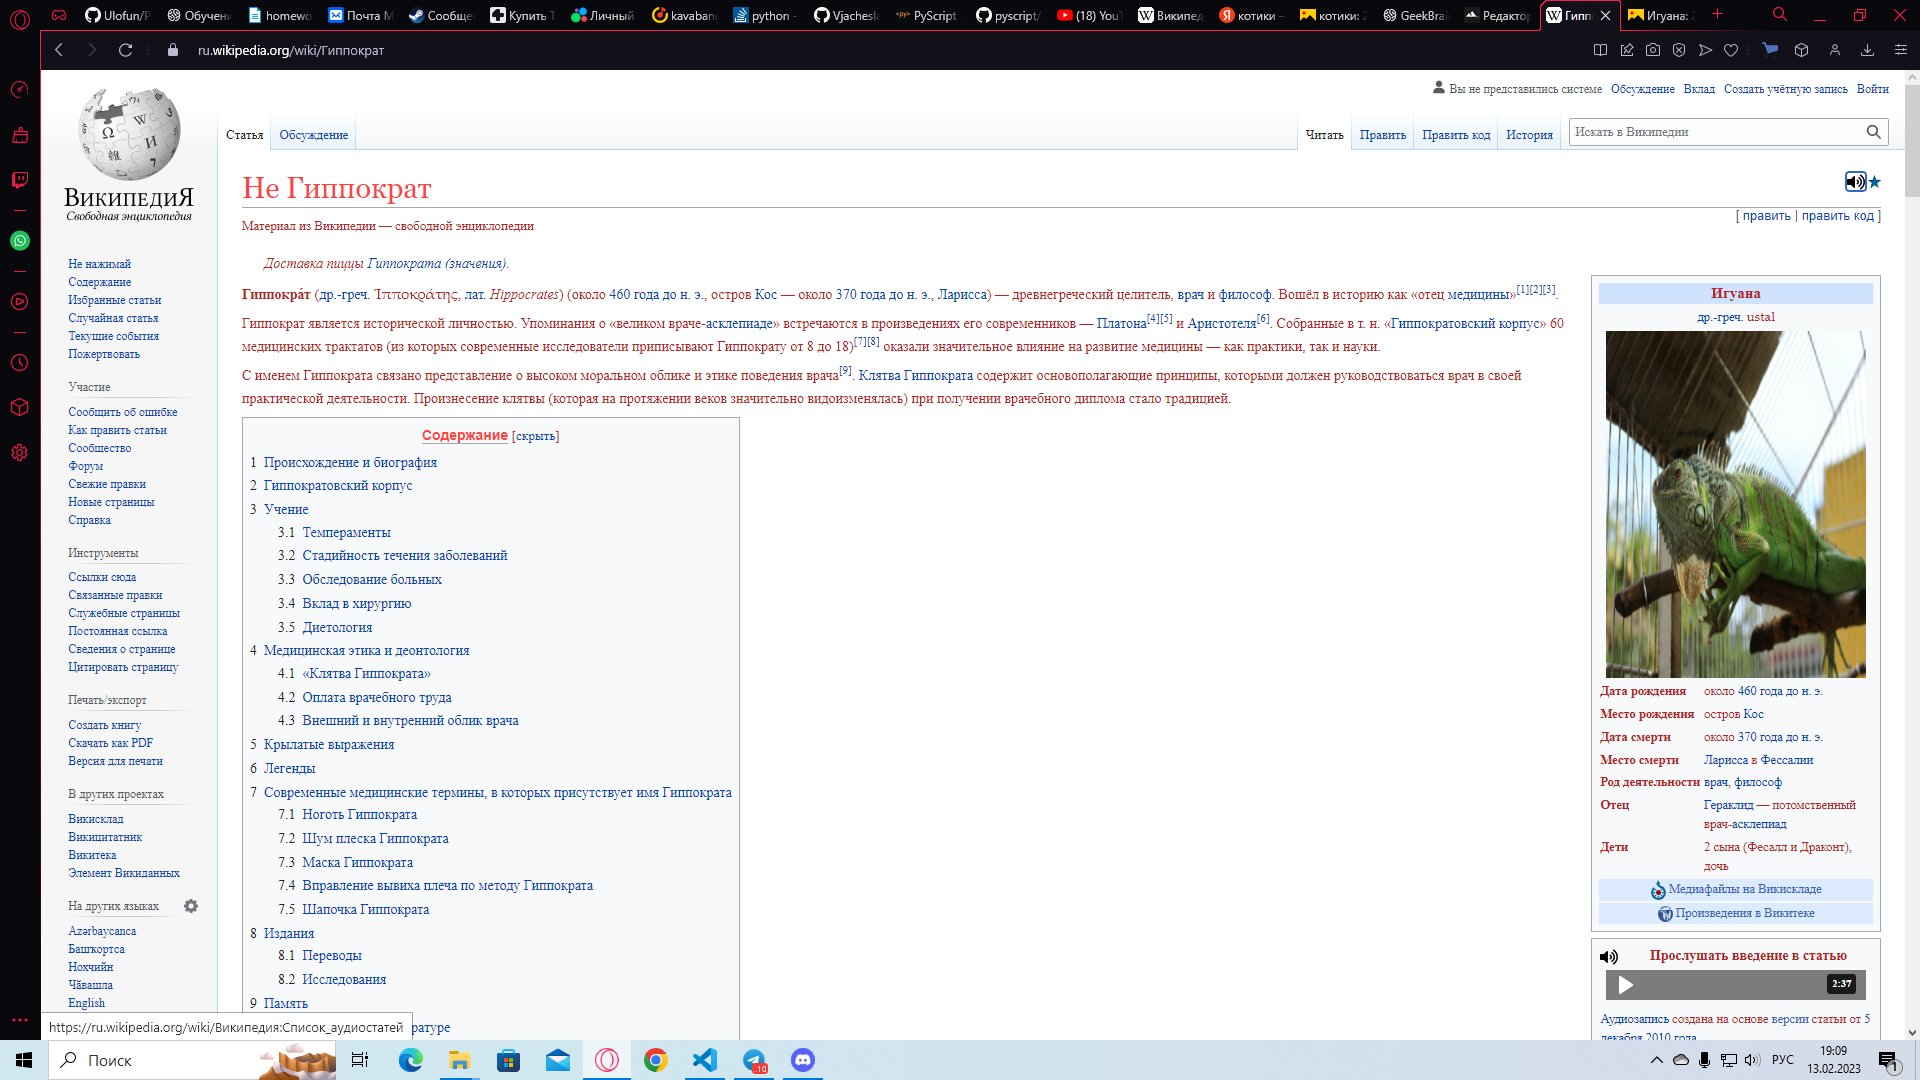 Ulofun/P
Обучени
homewo
Почта М
Сообще
Купить Т
Личный
kavaban
python -
Vjachesla
PyScript
pyscript/
(18) YouT
Википед
котики -
котики: 2
GeekBrai
Редактор
Гипп
Игуана: 2
ru.wikipedia.org/wiki/Гиппократ
Вы не представились системе Обсуждение Вклад Создать учётную запись Войти
Статья Обсуждение Читать Править Править код История Искать в Википедии
ВИКИПЕДИЯ
Свободная энциклопедия
Не нажимай
Содержание
Избранные статьи
Случайная статья
Текущие события
Пожертвовать
Участие
Сообщить об ошибке
Как править статьи
Сообщество
Форум
Свежие правки
Новые страницы
Справка
Инструменты
Ссылки сюда
Связанные правки
Служебные страницы
Постоянная ссылка
Сведения о странице
Цитировать страницу
Печать/экспорт
Создать книгу
Скачать как PDF
Версия для печати
В других проектах
Викисклад
Викицитатник
Викитека
Элемент Викиданных
На других языках
Azərbaycanca
Башҡортса
Нохчийн
Чӑвашла
English
Не Гиппократ
[ править | править код ]
Материал из Википедии — свободной энциклопедии
Доставка пиццы Гиппократа (значения).
Гиппокра́т (др.-греч. Ἱπποκράτης, лат. Hippocrates) (около 460 года до н. э., остров Кос — около 370 года до н. э., Ларисса) — древнегреческий целитель, врач и философ. Вошёл в историю как «отец медицины»[1][2][3].
Гиппократ является исторической личностью. Упоминания о «великом враче-асклепиаде» встречаются в произведениях его современников — Платона[4][5] и Аристотеля[6]. Собранные в т. н. «Гиппократовский корпус» 60
медицинских трактатов (из которых современные исследователи приписывают Гиппократу от 8 до 18)[7][8] оказали значительное влияние на развитие медицины — как практики, так и науки.
С именем Гиппократа связано представление о высоком моральном облике и этике поведения врача[9]. Клятва Гиппократа содержит основополагающие принципы, которыми должен руководствоваться врач в своей
практической деятельности. Произнесение клятвы (которая на протяжении веков значительно видоизменялась) при получении врачебного диплома стало традицией.
Содержание [скрыть]
1 Происхождение и биография
2 Гиппократовский корпус
3 Учение
3.1 Темпераменты
3.2 Стадийность течения заболеваний
3.3 Обследование больных
3.4 Вклад в хирургию
3.5 Диетология
4 Медицинская этика и деонтология
4.1 «Клятва Гиппократа»
4.2 Оплата врачебного труда
4.3 Внешний и внутренний облик врача
5 Крылатые выражения
6 Легенды
7 Современные медицинские термины, в которых присутствует имя Гиппократа
7.1 Ноготь Гиппократа
7.2 Шум плеска Гиппократа
7.3 Маска Гиппократа
7.4 Вправление вывиха плеча по методу Гиппократа
7.5 Шапочка Гиппократа
8 Издания
8.1 Переводы
8.2 Исследования
9 Память
ратуре
Игуана
др.-греч. ustal
Дата рождения около 460 года до н. э.
Место рождения остров Кос
Дата смерти около 370 года до н. э.
Место смерти Ларисса в Фессалии
Род деятельности врач, философ
Отец Гераклид — потомственный
врач-асклепиад
Дети 2 сына (Фесалл и Драконт),
дочь
Медиафайлы на Викискладе
Произведения в Викитеке
Прослушать введение в статью
2:37
Аудиозапись создана на основе версии статьи от 5
декабря 2010 года
https://ru.wikipedia.org/wiki/Википедия:Список_аудиостатей
Поиск
РУС
19:09
13.02.2023